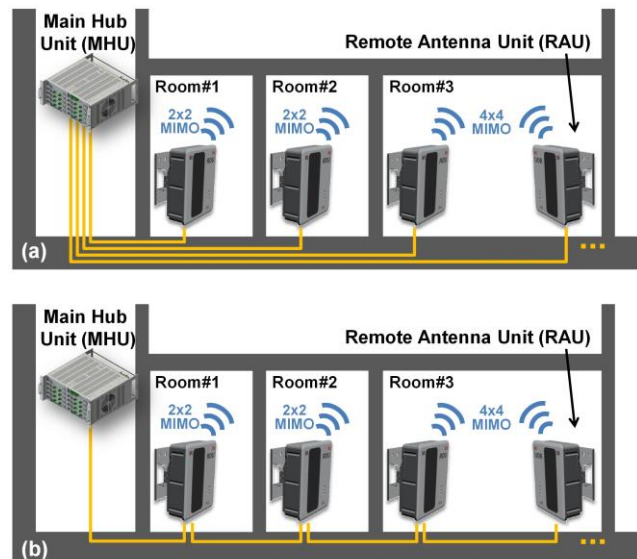 Main Hub
Unit (MHU)
Remote Antenna Unit (RAU)
Room#1
Room#2
Room#3
2x2
MIMO
2x2
MIMO
4x4
MIMO
(a)
...
Main Hub
Unit (MHU)
Remote Antenna Unit (RAU)
Room#1
Room#2
Room#3
2x2
MIMO
2x2
MIMO
4x4
MIMO
(b)
...